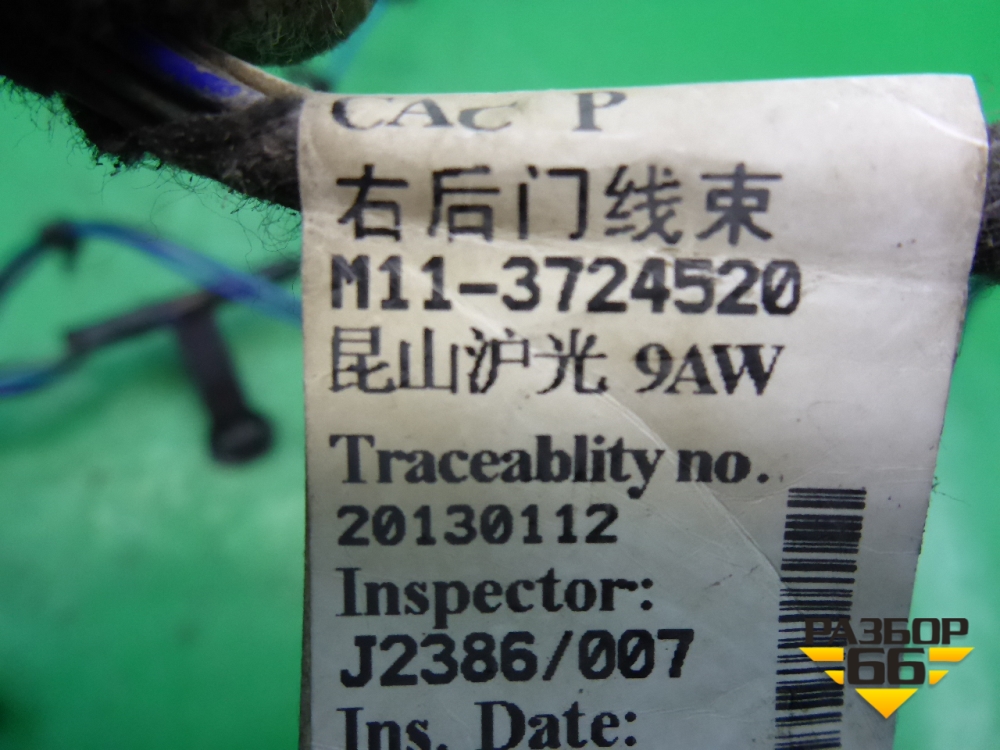 右后门线束
M11-3724520
昆山沪光 9AW
Traceablity no.
20130112
Inspector:
J2386/007
Ins. Date:
РАЗБОР
66